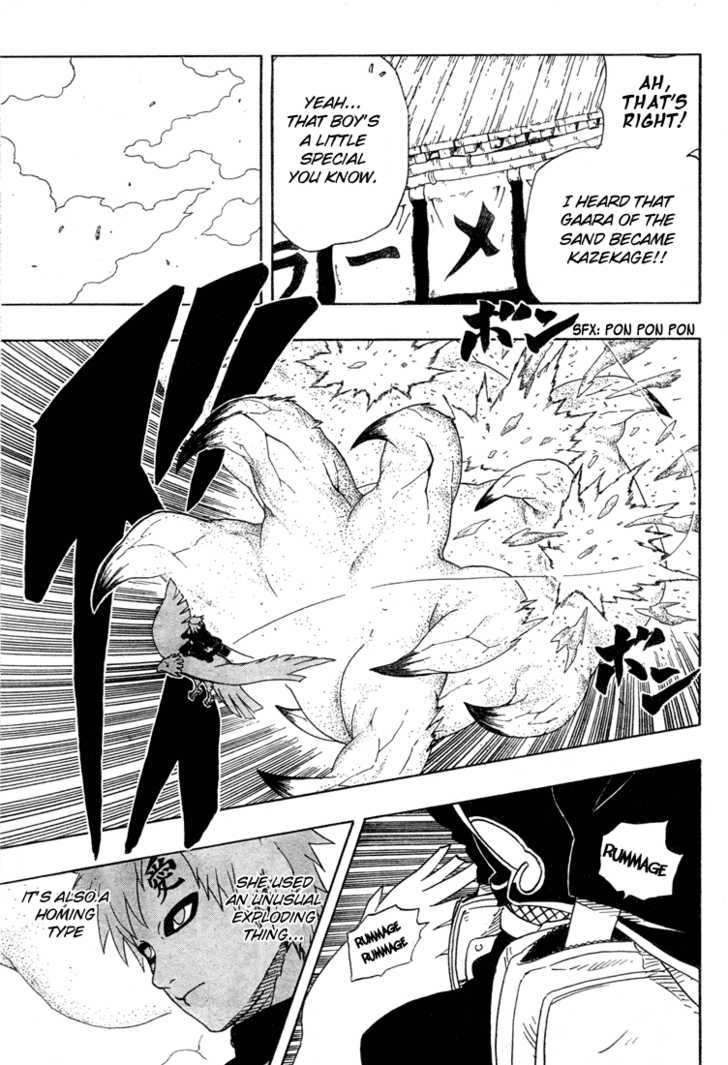 AH,
THAT'S
RIGHT!
I HEARD THAT
GAARA OF THE
SAND BECAME
KAZEKAGE!!
YEAH...
THAT BOY'S
A LITTLE
SPECIAL
YOU KNOW.
ラーメ
ボン
SFX: PON PON PON
ボン
RUMMAGE
RUMMAGE
RUMMAGE
愛
SHE USED
AN UNUSUAL
EXPLODING
THING...
IT'S ALSO A
HOMING
TYPE